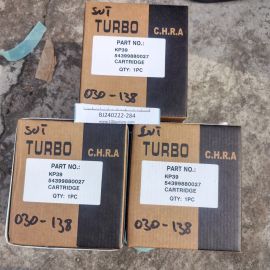 SUT
TURBO
C.H.R.A
PART NO.:
KP39
54399880027
CARTRIDGE
QTY: 1PC
030-138
BJ240222-284
SUT
TURBO
C.H.R.A
PART NO.:
KP39
54399880027
CARTRIDGE
QTY: 1PC
030-138
SUT
TURBO
C.H.R.A
PART NO.:
KP39
54399880027
CARTRIDGE
QTY: 1PC
030-138